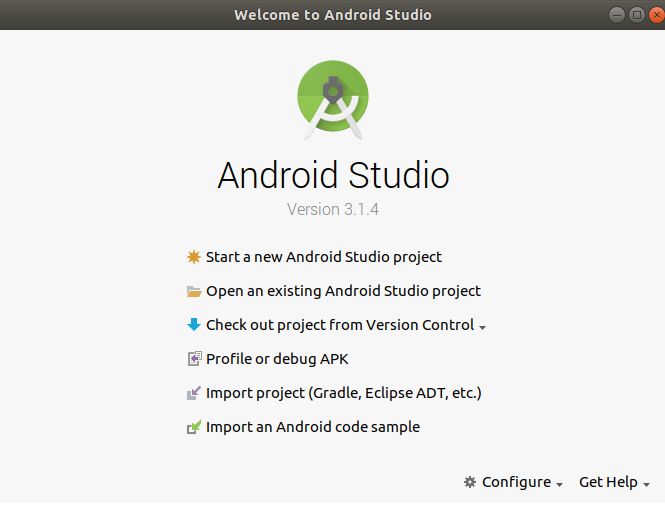 Welcome to Android Studio
Android Studio
Version 3.1.4
Start a new Android Studio project
Open an existing Android Studio project
Check out project from Version Control
Profile or debug APK
Import project (Gradle, Eclipse ADT, etc.)
Import an Android code sample
Configure Get Help